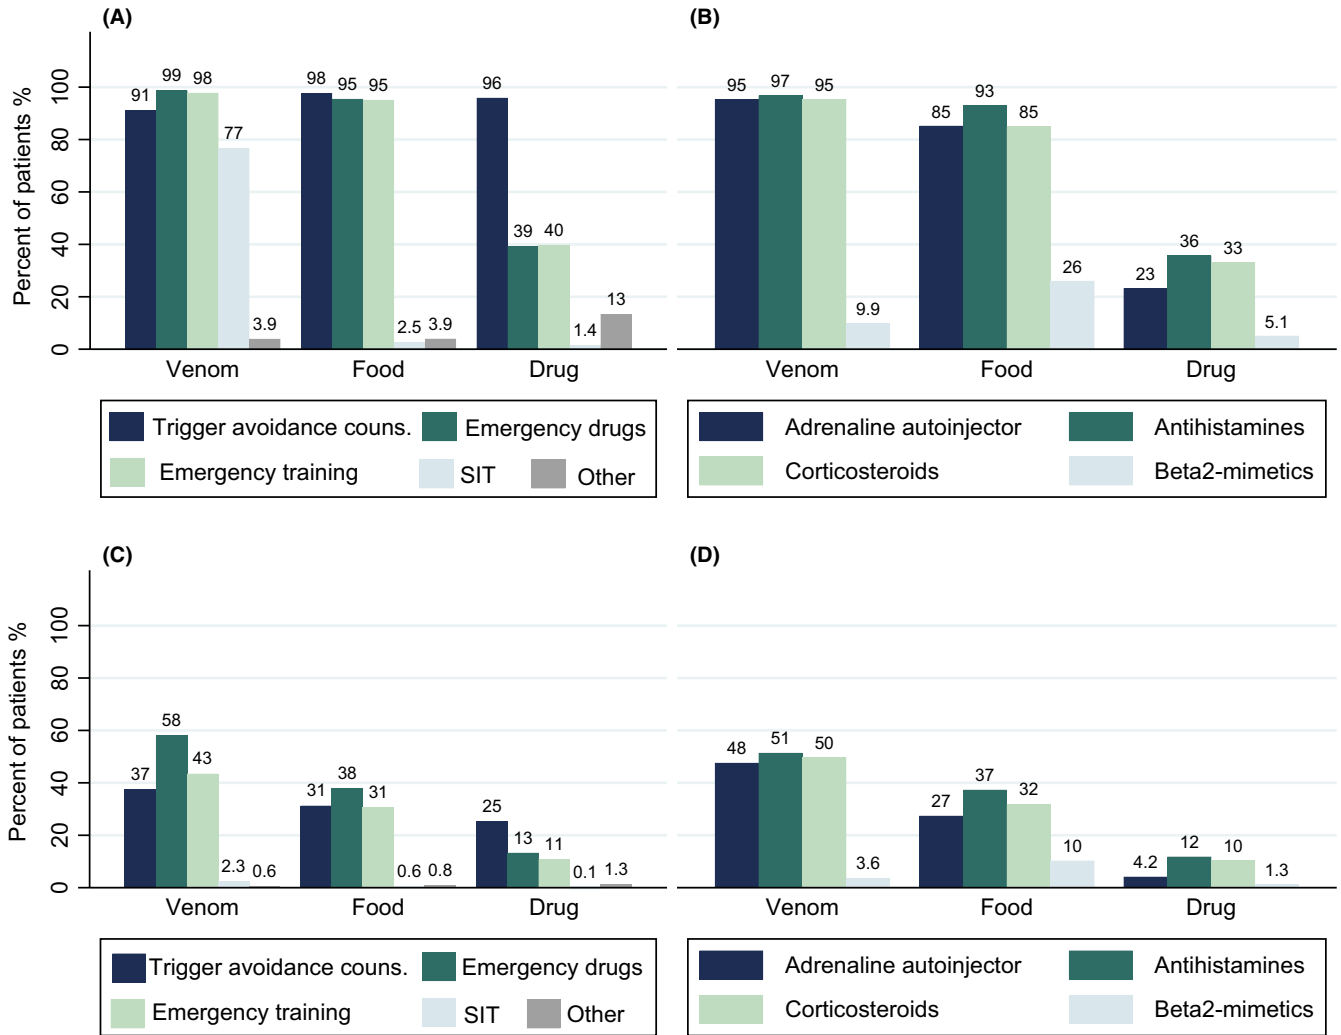 (A)
Percent of patients %
100
80
60
40
20
0
91 99 98 77 3.9
98 95 95 2.5 3.9
96 39 40 1.4 13
Venom Food Drug
Trigger avoidance couns. Emergency drugs
Emergency training SIT Other
(B)
95 97 95 9.9
85 93 85 26
23 36 33 5.1
Venom Food Drug
Adrenaline autoinjector Antihistamines
Corticosteroids Beta2-mimetics
(C)
Percent of patients %
100
80
60
40
20
0
37 58 43 2.3 0.6
31 38 31 0.6 0.8
25 13 11 0.1 1.3
Venom Food Drug
Trigger avoidance couns. Emergency drugs
Emergency training SIT Other
(D)
48 51 50 3.6
27 37 32 10
4.2 12 10 1.3
Venom Food Drug
Adrenaline autoinjector Antihistamines
Corticosteroids Beta2-mimetics